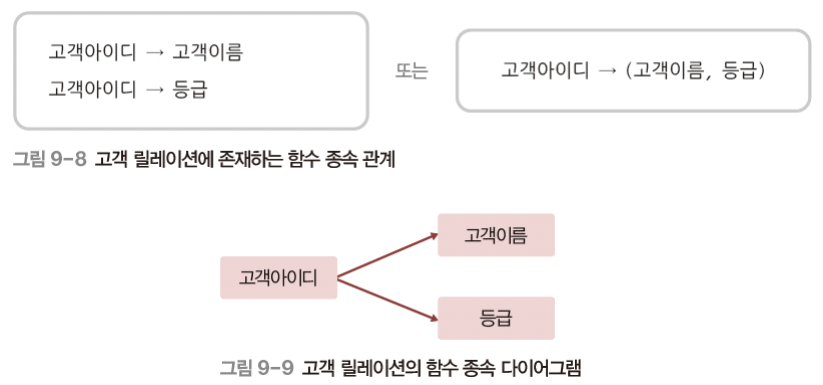 고객아이디 → 고객이름
고객아이디 → 등급
또는
고객아이디 → (고객이름, 등급)
그림 9-8 고객 릴레이션에 존재하는 함수 종속 관계
고객이름
고객아이디
등급
그림 9-9 고객 릴레이션의 함수 종속 다이어그램